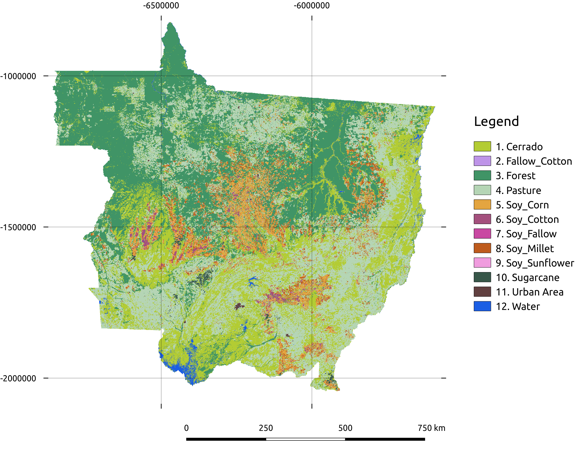 -6500000 -6000000
-1000000
-1500000
-2000000
Legend
1. Cerrado
2. Fallow_Cotton
3. Forest
4. Pasture
5. Soy_Corn
6. Soy_Cotton
7. Soy_Fallow
8. Soy_Millet
9. Soy_Sunflower
10. Sugarcane
11. Urban Area
12. Water
0 250 500 750 km